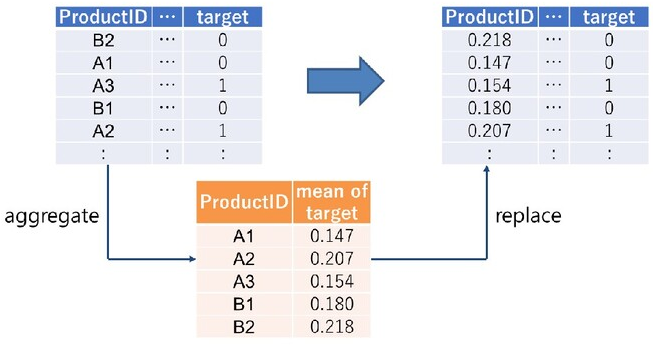 ProductID ⋯ target
B2 ⋯ 0
A1 ⋯ 0
A3 ⋯ 1
B1 ⋯ 0
A2 ⋯ 1
: : :
ProductID ⋯ target
0.218 ⋯ 0
0.147 ⋯ 0
0.154 ⋯ 1
0.180 ⋯ 0
0.207 ⋯ 1
: : :
aggregate
ProductID mean of
target
A1 0.147
A2 0.207
A3 0.154
B1 0.180
B2 0.218
replace